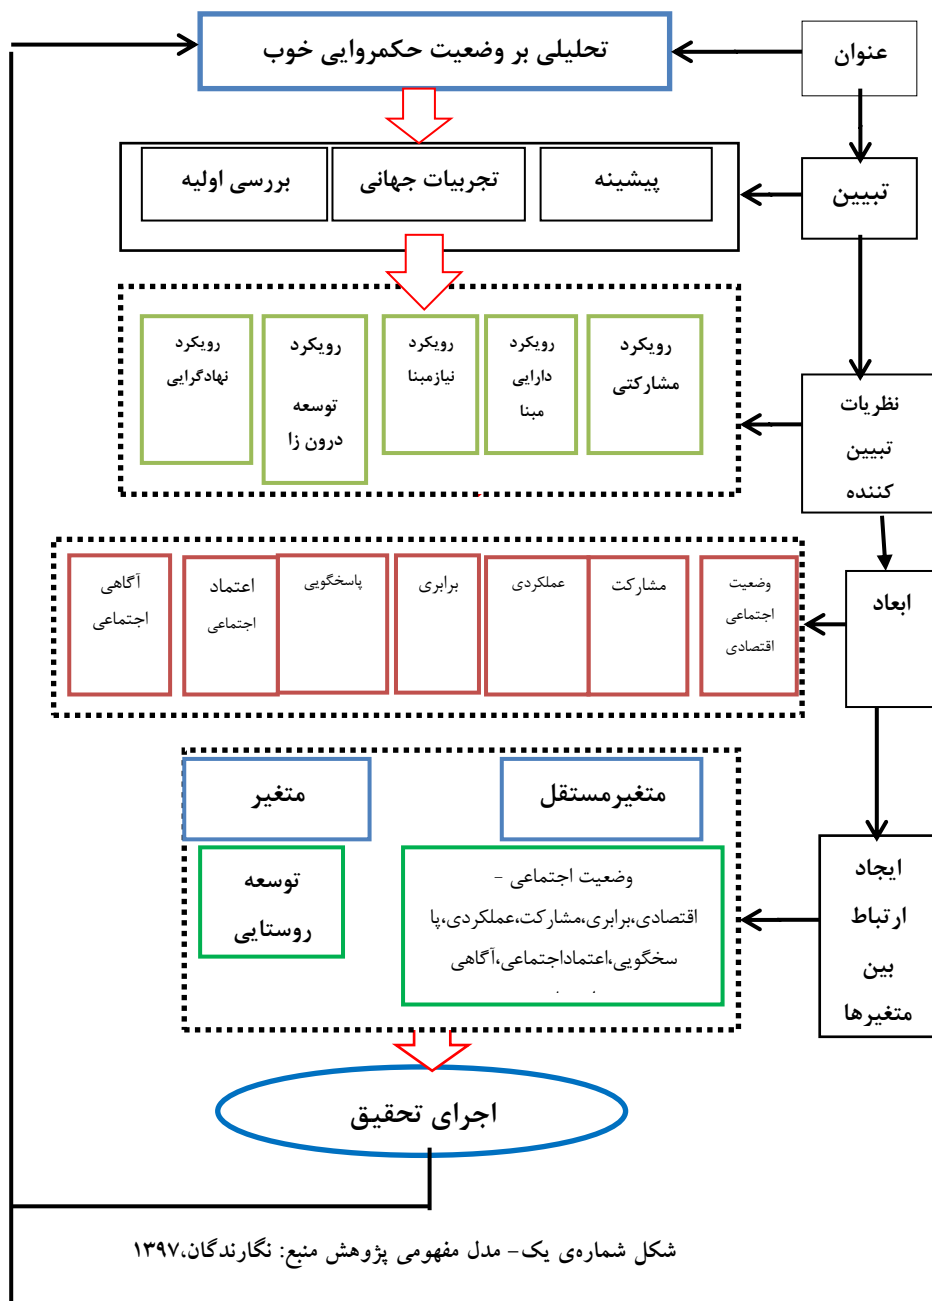 عنوان
تحلیلی بر وضعیت حکمروایی خوب
تبیین
پیشینه
تجربیات جهانی
بررسی اولیه
نظریات
تبیین
کننده
رویکرد
مشارکتی
رویکرد
دارایی
مبنا
رویکرد
نیازمبنا
رویکرد
توسعه
درون زا
رویکرد
نهادگرایی
ابعاد
وضعیت
اجتماعی
اقتصادی
مشارکت
عملکردی
برابری
پاسخگویی
اعتماد
اجتماعی
آگاهی
اجتماعی
ایجاد
ارتباط
بین
متغیرها
متغیرمستقل
وضعیت اجتماعی –
اقتصادی،برابری،مشارکت،عملکردی،پا
سخگویی،اعتماداجتماعی،آگاهی
متغیر
توسعه
روستایی
اجرای تحقیق
شکل شماره‌ی یک- مدل مفهومی پژوهش منبع: نگارندگان،۱۳۹۷